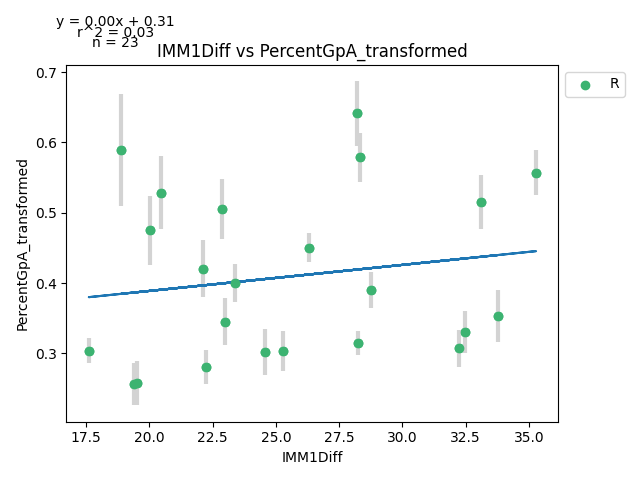 y = 0.00x + 0.31
r^2 = 0.03
n = 23
IMM1Diff vs PercentGpA_transformed
R
PercentGpA_transformed
0.7
0.6
0.5
0.4
0.3
17.5 20.0 22.5 25.0 27.5 30.0 32.5 35.0
IMM1Diff